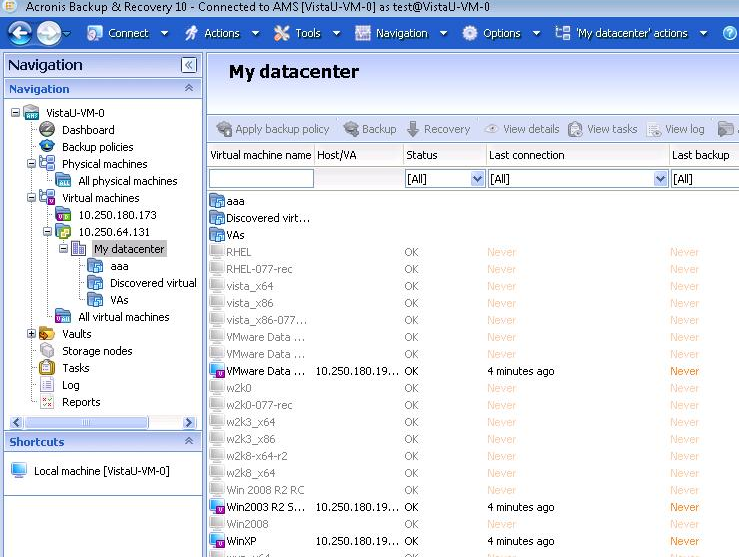 Acronis Backup & Recovery 10 - Connected to AMS [VistaU-VM-0] as test@VistaU-VM-0
Connect Actions Tools Navigation Options 'My datacenter' actions
Navigation
Navigation
VistaU-VM-0
Dashboard
Backup policies
Physical machines
All physical machines
Virtual machines
10.250.180.173
10.250.64.131
My datacenter
aaa
Discovered virtual
VAs
All virtual machines
Vaults
Storage nodes
Tasks
Log
Reports
Shortcuts
Local machine [VistaU-VM-0]
My datacenter
Apply backup policy Backup Recovery View details View tasks View log
Virtual machine name Host/VA Status Last connection Last backup
[All] [All] [All]
aaa
Discovered virt...
VAs
RHEL OK Never Never
RHEL-077-rec OK Never Never
vista_x64 OK Never Never
vista_x86 OK Never Never
vista_x86-077... OK Never Never
VMware Data ... OK Never Never
VMware Data ... OK Never Never
VMware Data ... 10.250.180.19... OK 4 minutes ago Never
w2k0 OK Never Never
w2k0-077-rec OK Never Never
w2k3_x64 OK Never Never
w2k3_x86 OK Never Never
w2k8-x64-r2 OK Never Never
w2k8_x64 OK Never Never
Win 2008 R2 RC OK Never Never
Win2003 R2 S... 10.250.180.19... OK 4 minutes ago Never
Win2008 OK Never Never
WinXP 10.250.180.19... OK 4 minutes ago Never